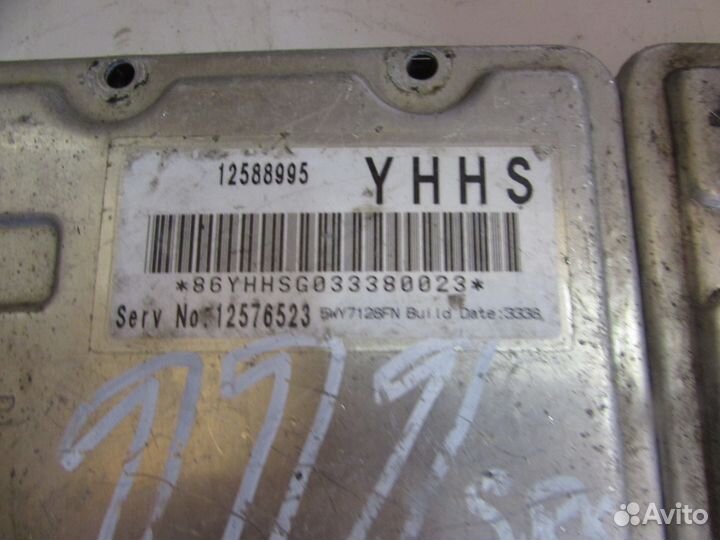 12588995 YHHS
*86YHHSG033380023*
Serv No:12576523 5WY7128FN Build Date:3336
Avito